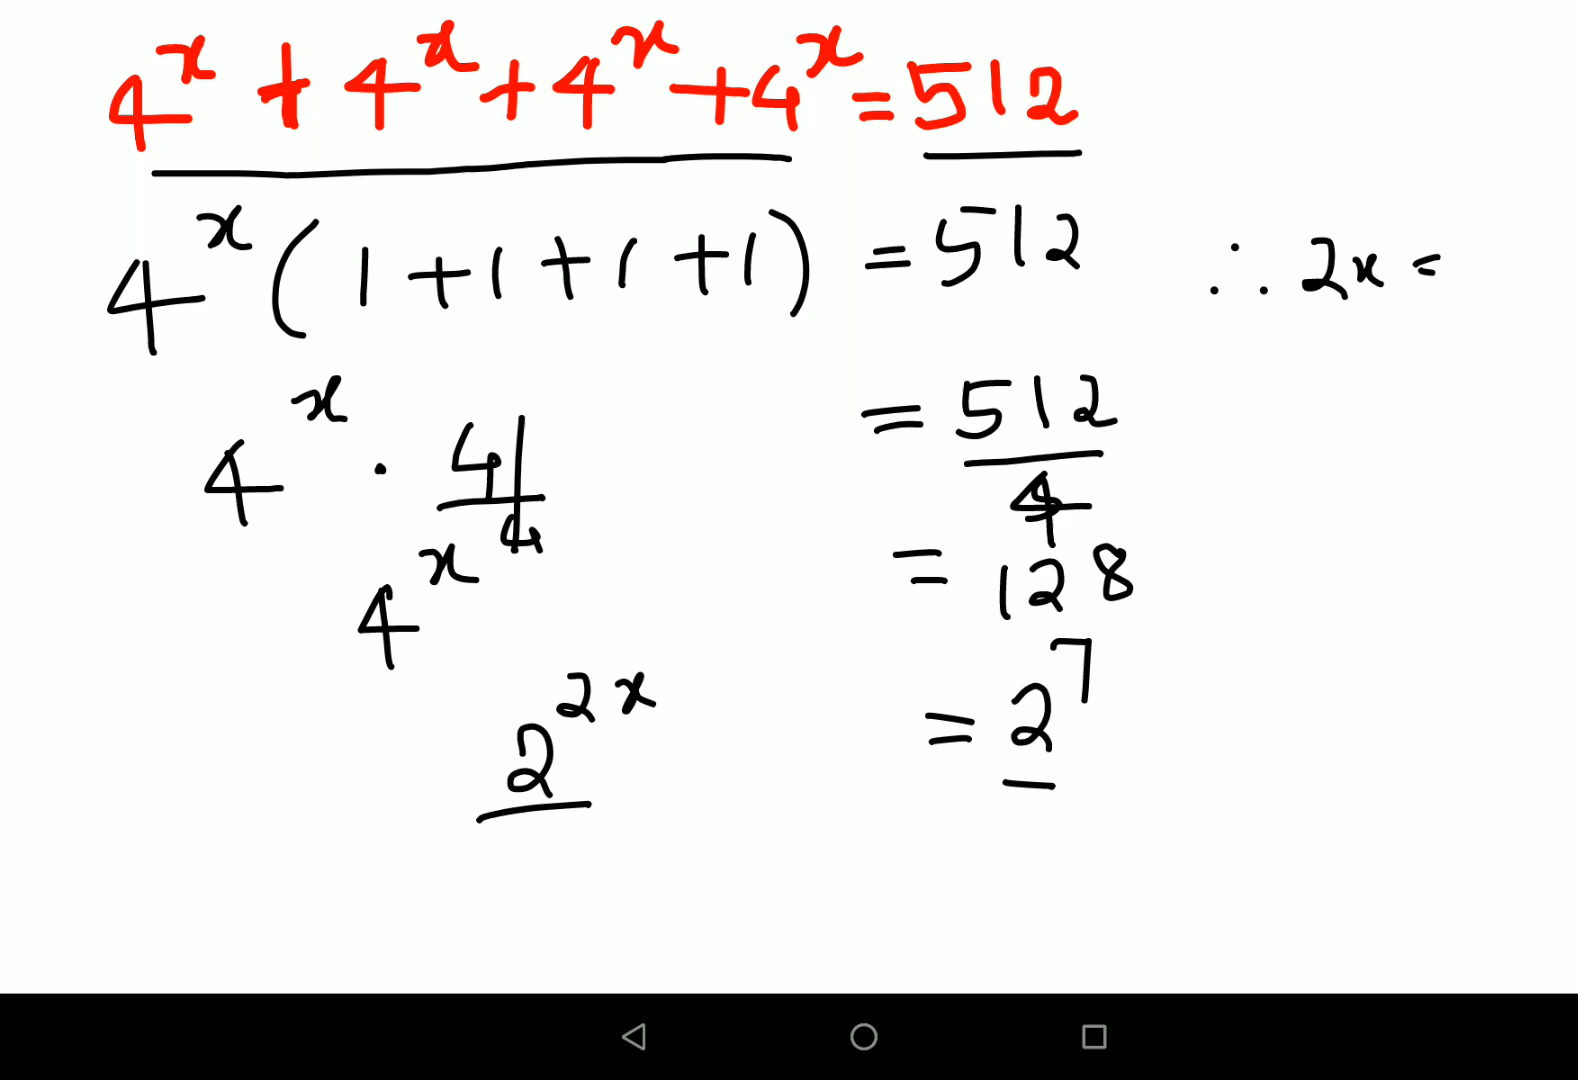 4^x + 4^x + 4^x + 4^x = 512
4^x (1 + 1 + 1 + 1) = 512 ∴ 2x =
4^x · 4/4 = 512/4
4^x = 128
2^2x = 2^7